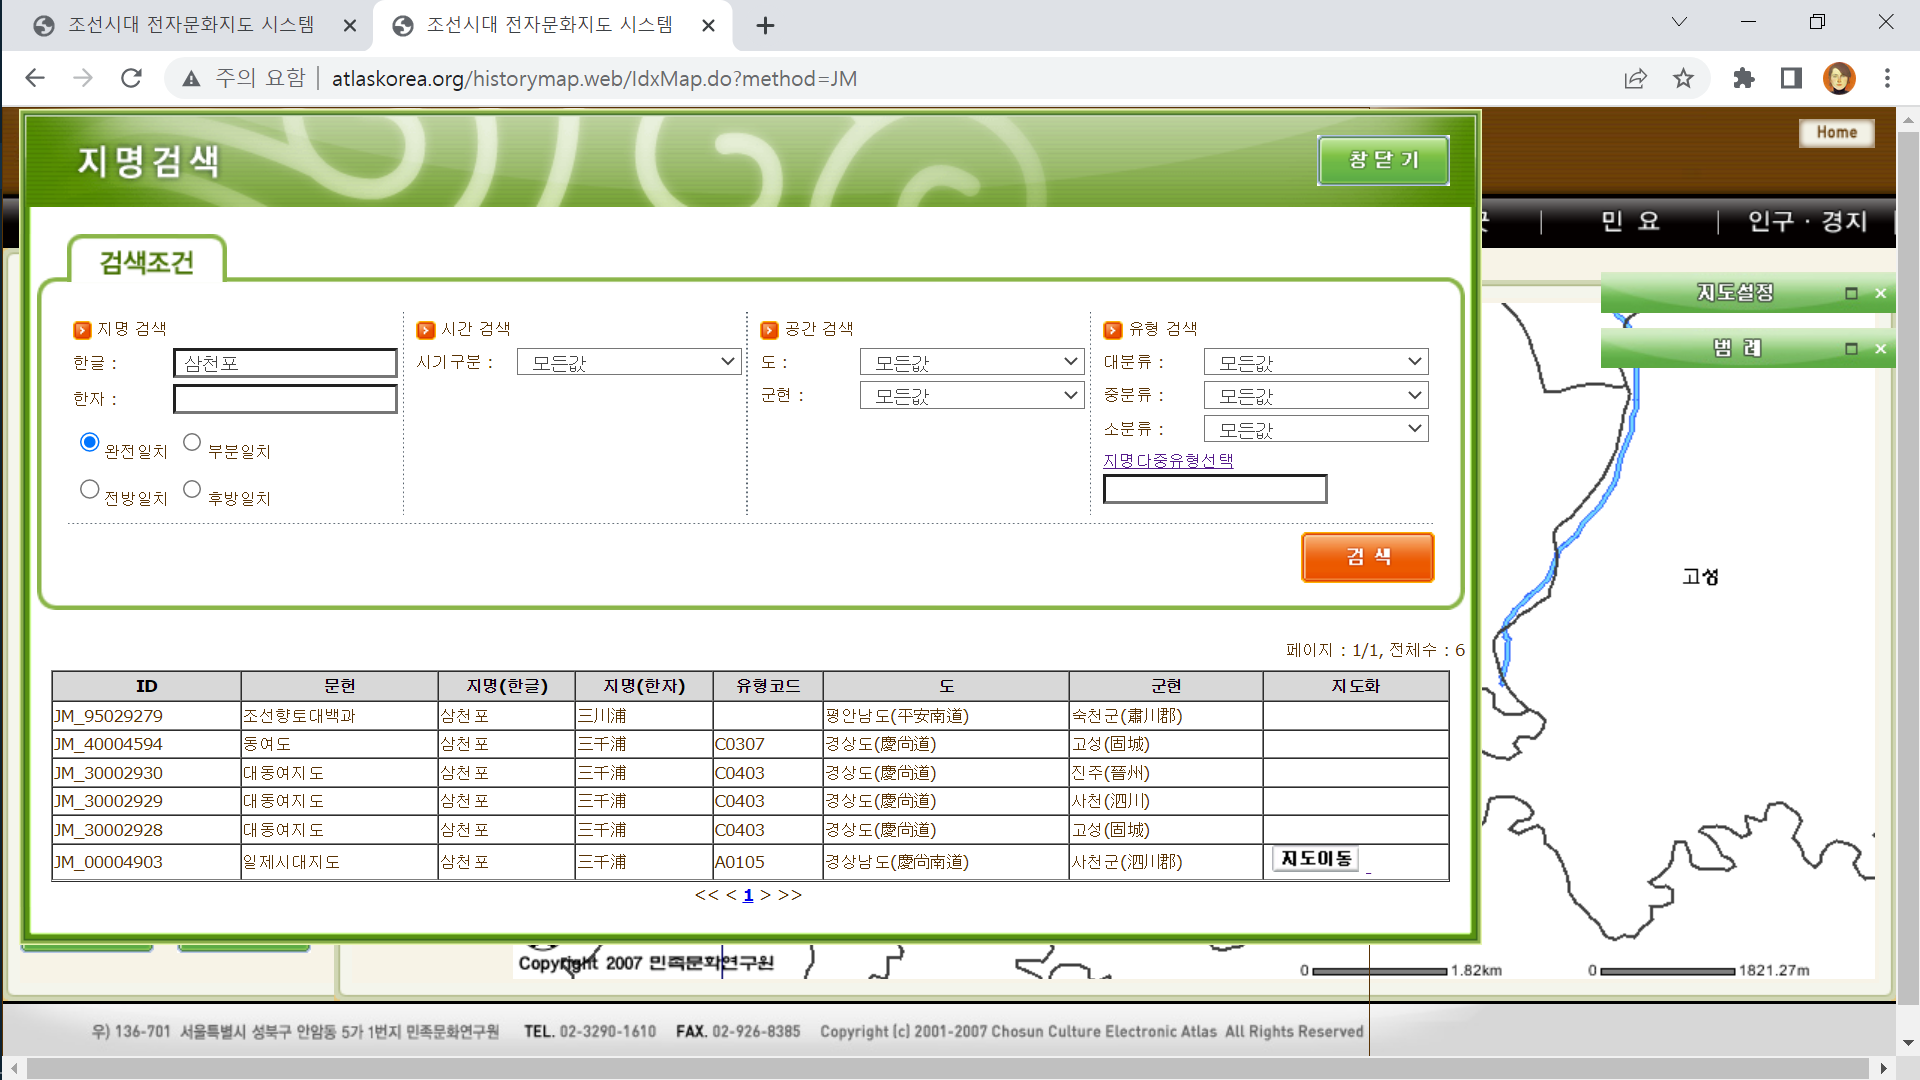 조선시대 전자문화지도 시스템
조선시대 전자문화지도 시스템
주의 요함 atlaskorea.org/historymap.web/IdxMap.do?method=JM
Home
지명검색
창닫기
민 요
인구 · 경지
지도설정
범 례
검색조건
지명 검색
한글 : 삼천포
한자 :
완전일치 부분일치
전방일치 후방일치
시간 검색
시기구분 : 모든값
공간 검색
도 : 모든값
군현 : 모든값
유형 검색
대분류 : 모든값
중분류 : 모든값
소분류 : 모든값
지명다중유형선택
검 색
고성
페이지 : 1/1, 전체수 : 6
ID 문헌 지명(한글) 지명(한자) 유형코드 도 군현 지도화
JM_95029279 조선향토대백과 삼천포 三川浦 평안남도(平安南道) 숙천군(肅川郡)
JM_40004594 동여도 삼천포 三千浦 C0307 경상도(慶尙道) 고성(固城)
JM_30002930 대동여지도 삼천포 三千浦 C0403 경상도(慶尙道) 진주(晉州)
JM_30002929 대동여지도 삼천포 三千浦 C0403 경상도(慶尙道) 사천(泗川)
JM_30002928 대동여지도 삼천포 三千浦 C0403 경상도(慶尙道) 고성(固城)
JM_00004903 일제시대지도 삼천포 三千浦 A0105 경상남도(慶尙南道) 사천군(泗川郡) 지도이동
<< < 1 > >>
Copyright 2007 민족문화연구원
0 1.82km
0 1821.27m
우) 136-701 서울특별시 성북구 안암동 5가 1번지 민족문화연구원 TEL. 02-3290-1610 FAX. 02-926-8385 Copyright (c) 2001-2007 Chosun Culture Electronic Atlas All Rights Reserved